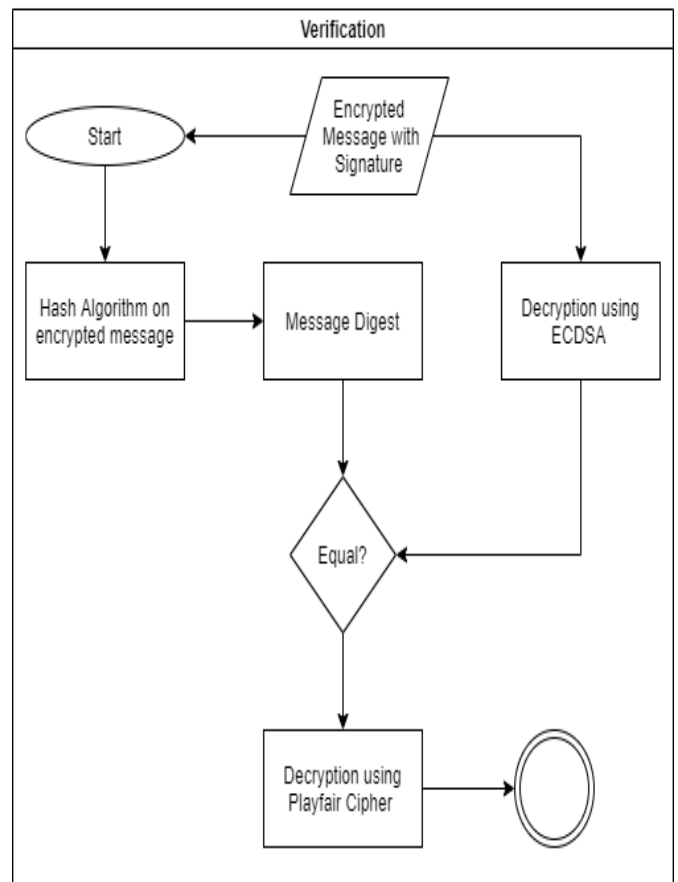 Verification
Encrypted
Message with
Signature
Start
Hash Algorithm on
encrypted message
Message Digest
Decryption using
ECDSA
Equal?
Decryption using
Playfair Cipher